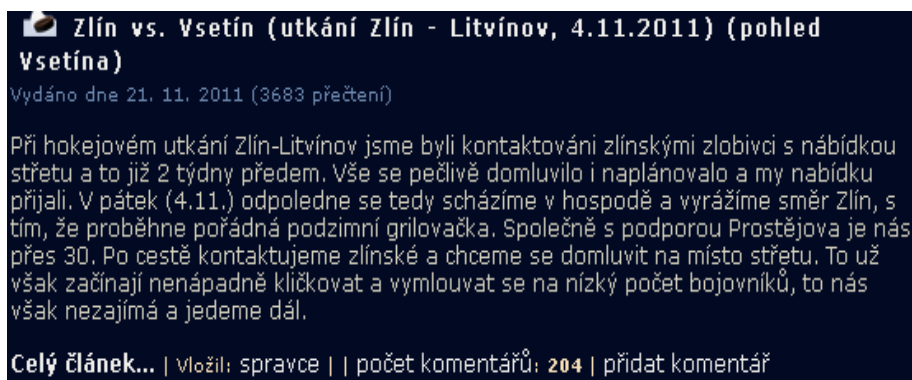 Zlín vs. Vsetín (utkání Zlín - Litvínov, 4.11.2011) (pohled
Vsetína)
Vydáno dne 21. 11. 2011 (3683 přečtení)
Při hokejovém utkání Zlín-Litvínov jsme byli kontaktováni zlínskými zlobivci s nábídkou
střetu a to již 2 týdny předem. Vše se pečlivě domluvilo i naplánovalo a my nabídku
přijali. V pátek (4.11.) odpoledne se tedy scházíme v hospodě a vyrážíme směr Zlín, s
tím, že proběhne pořádná podzimní grilovačka. Společně s podporou Prostějova je nás
přes 30. Po cestě kontaktujeme zlínské a chceme se domluvit na místo střetu. To už
však začínají nenápadně kličkovat a vymlouvat se na nízký počet bojovníků, to nás
však nezajímá a jedeme dál.
Celý článek... | Vložil: spravce | | počet komentářů: 204 | přidat komentář